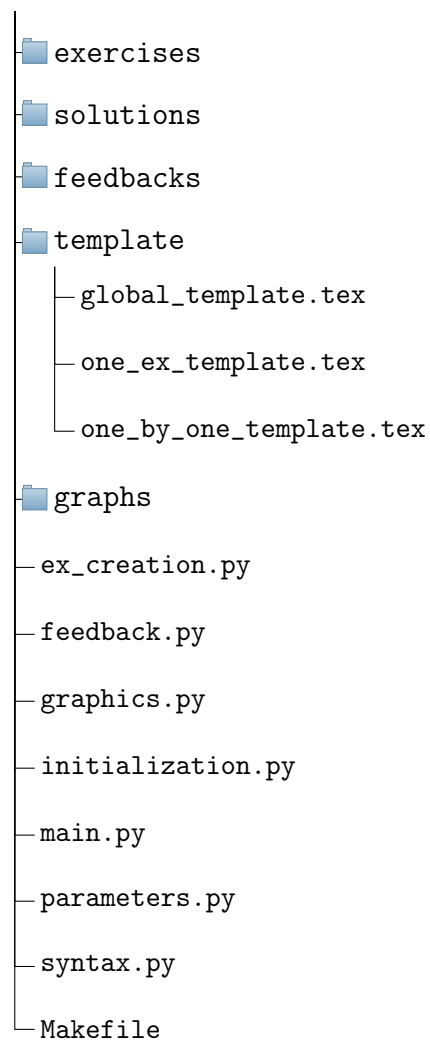 exercises
solutions
feedbacks
template
global_template.tex
one_ex_template.tex
one_by_one_template.tex
graphs
ex_creation.py
feedback.py
graphics.py
initialization.py
main.py
parameters.py
syntax.py
Makefile